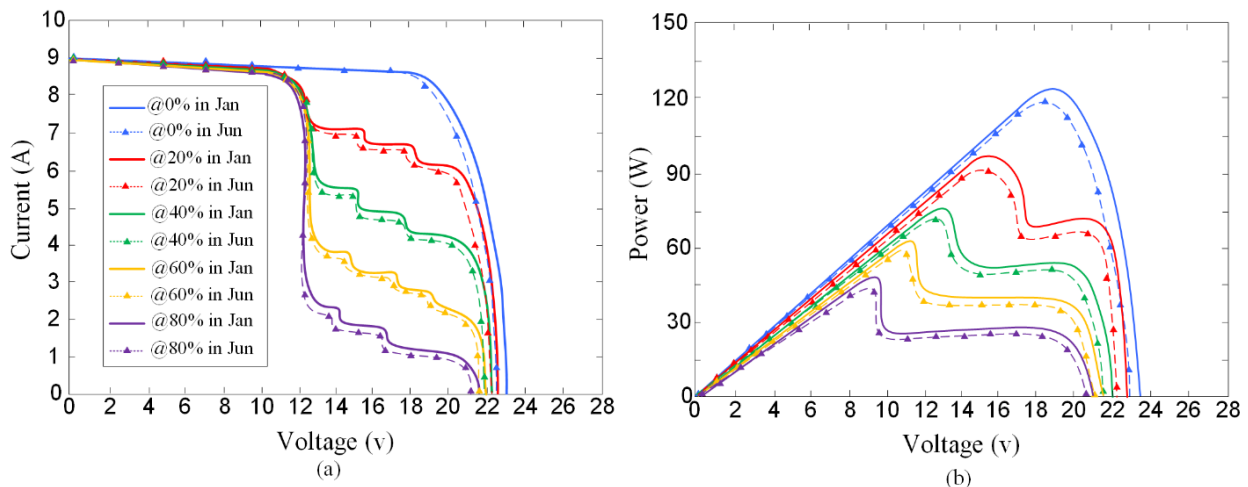 10
9
8
7
6
5
4
3
2
1
0
Current (A)
@0% in Jan
@0% in Jun
@20% in Jan
@20% in Jun
@40% in Jan
@40% in Jun
@60% in Jan
@60% in Jun
@80% in Jan
@80% in Jun
0 2 4 6 8 10 12 14 16 18 20 22 24 26 28
Voltage (v)
(a)
150
120
90
60
30
0
Power (W)
2 4 6 8 10 12 14 16 18 20 22 24 26 28
Voltage (v)
(b)